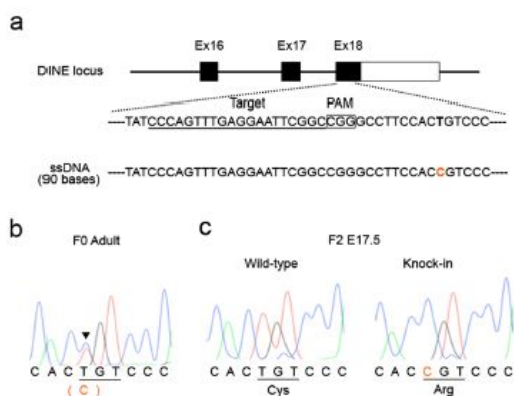 a
Ex16 Ex17 Ex18
DINE locus
Target PAM
----TATCCCAGTTTGAGGAATTCGGCCGGGCCTTCCACTGTCCC----
ssDNA
(90 bases)
----TATCCCAGTTTGAGGAATTCGGCCGGGCCTTCCACCGTCCC----
b c
F0 Adult F2 E17.5
Wild-type Knock-in
C A C T G T C C C C A C T G T C C C C A C C G T C C C
( C ) Cys Arg